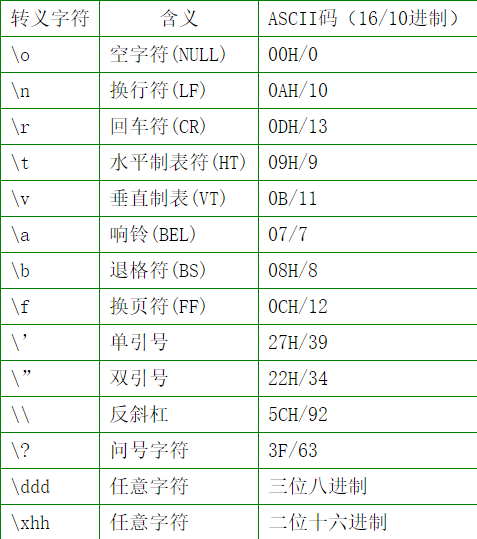 转义字符 含义 ASCII码（16/10进制）
\o 空字符(NULL) 00H/0
\n 换行符(LF) 0AH/10
\r 回车符(CR) 0DH/13
\t 水平制表符(HT) 09H/9
\v 垂直制表(VT) 0B/11
\a 响铃(BEL) 07/7
\b 退格符(BS) 08H/8
\f 换页符(FF) 0CH/12
\’ 单引号 27H/39
\” 双引号 22H/34
\\ 反斜杠 5CH/92
\? 问号字符 3F/63
\ddd 任意字符 三位八进制
\xhh 任意字符 二位十六进制